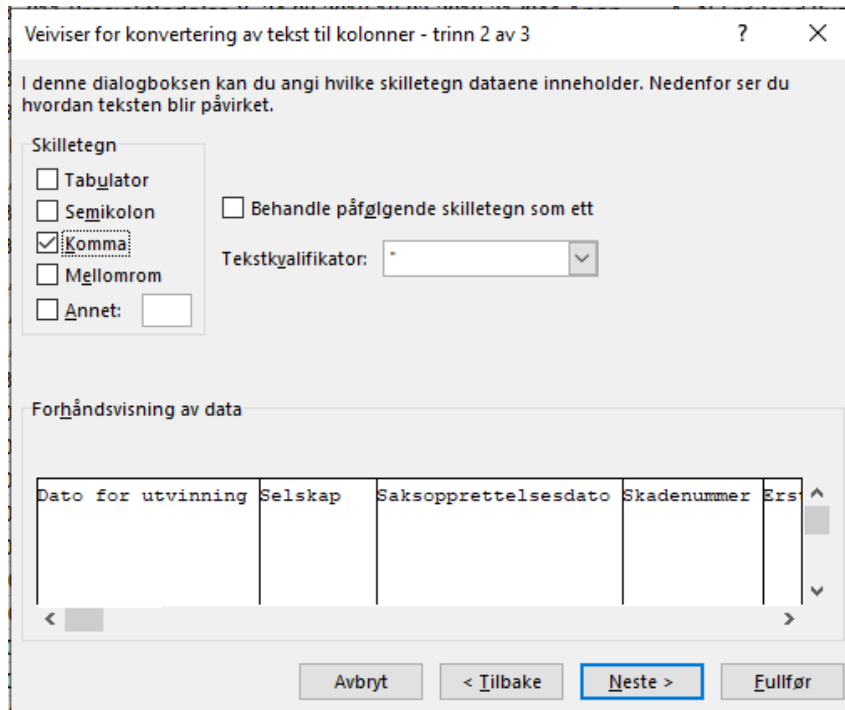 Veiviser for konvertering av tekst til kolonner - trinn 2 av 3
I denne dialogboksen kan du angi hvilke skilletegn dataene inneholder. Nedenfor ser du
hvordan teksten blir påvirket.
Skilletegn
Tabulator
Semikolon
Komma
Mellomrom
Annet:
Behandle påfølgende skilletegn som ett
Tekstkvalifikator: "
Forhåndsvisning av data
Dato for utvinning Selskap Saksopprettelsesdato Skadenummer
Avbryt < Tilbake Neste > Fullfør